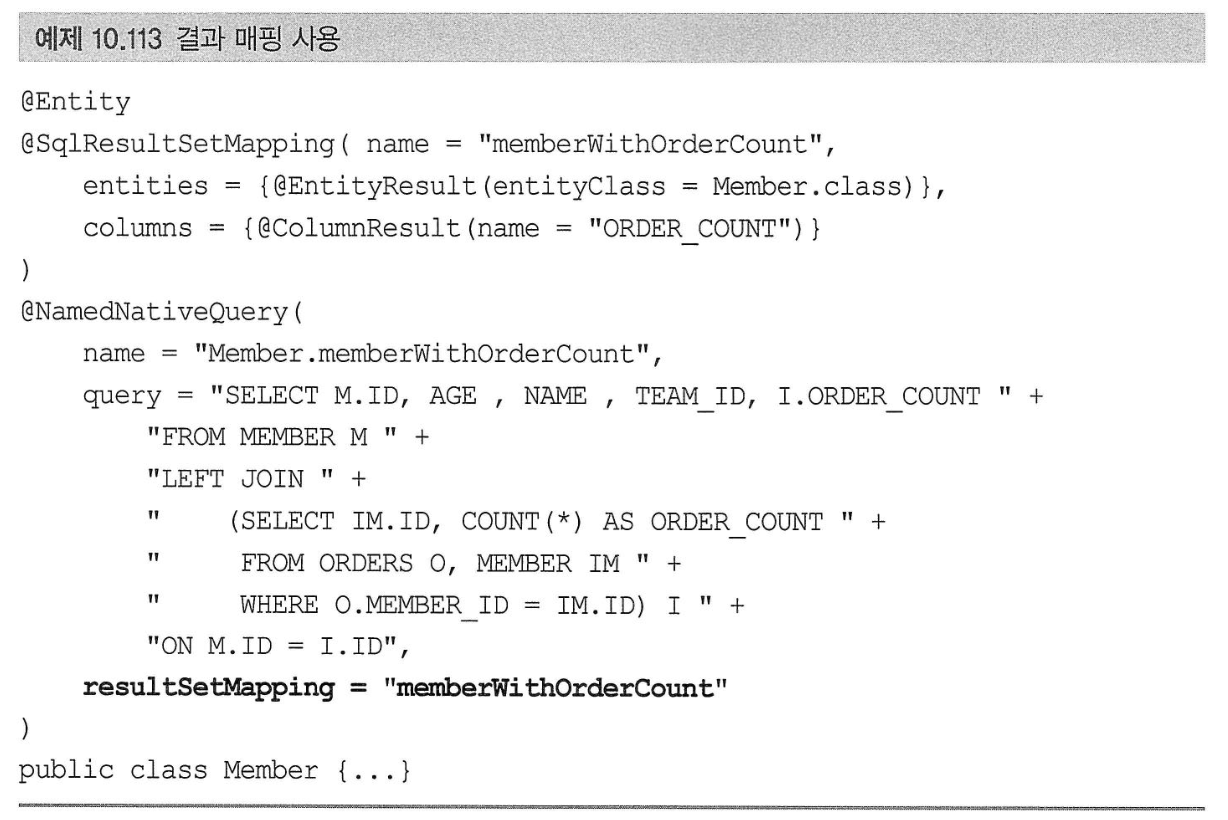 예제 10.113 결과 매핑 사용
@Entity
@SqlResultSetMapping( name = "memberWithOrderCount",
    entities = {@EntityResult(entityClass = Member.class)},
    columns = {@ColumnResult(name = "ORDER_COUNT")}
)
@NamedNativeQuery(
    name = "Member.memberWithOrderCount",
    query = "SELECT M.ID, AGE , NAME , TEAM_ID, I.ORDER_COUNT " +
        "FROM MEMBER M " +
        "LEFT JOIN " +
        "    (SELECT IM.ID, COUNT(*) AS ORDER_COUNT " +
        "     FROM ORDERS O, MEMBER IM " +
        "     WHERE O.MEMBER_ID = IM.ID) I " +
        "ON M.ID = I.ID",
    resultSetMapping = "memberWithOrderCount"
)
public class Member {...}